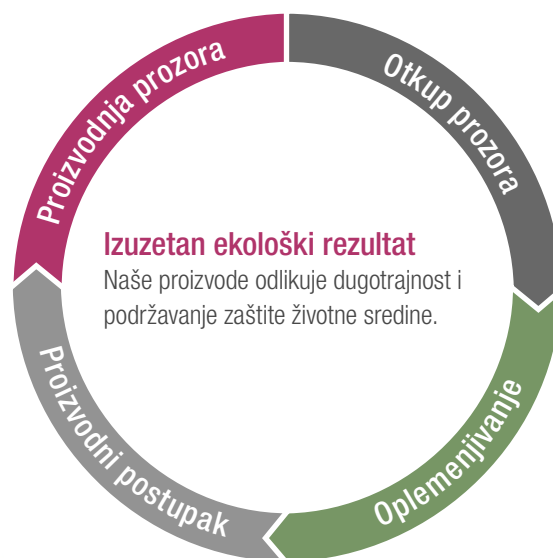 Proizvodnja prozora
Otkup prozora
Izuzetan ekološki rezultat
Naše proizvode odlikuje dugotrajnost i
podržavanje zaštite životne sredine.
Proizvodni postupak
Oplemenjivanje